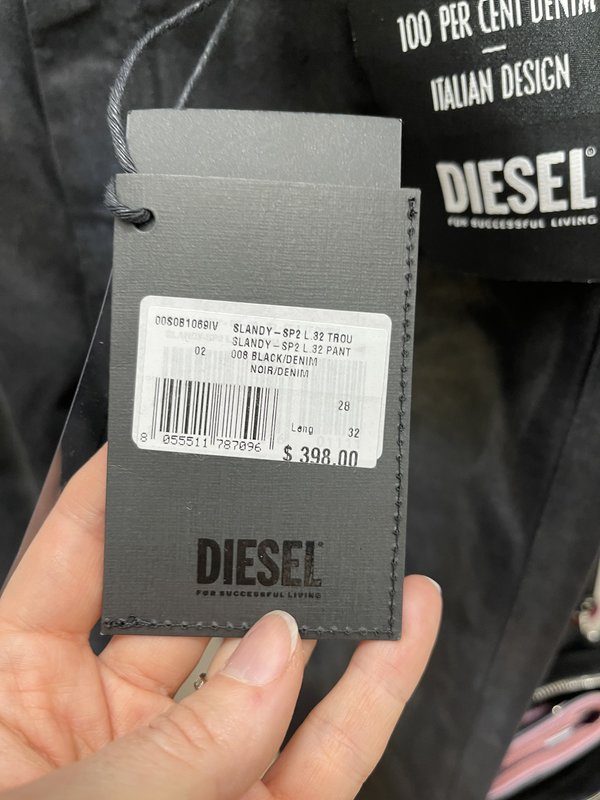 100 PER CENT DENIM
ITALIAN DESIGN
DIESEL®
FOR SUCCESSFUL LIVING
00S0B1069IV SLANDY-SP2 L.32 TROU
SLANDY-SP2 L.32 PANT
02 008 BLACK/DENIM
NOIR/DENIM
28
Leng 32
8 055511 787096
$ 398.00
DIESEL®
FOR SUCCESSFUL LIVING